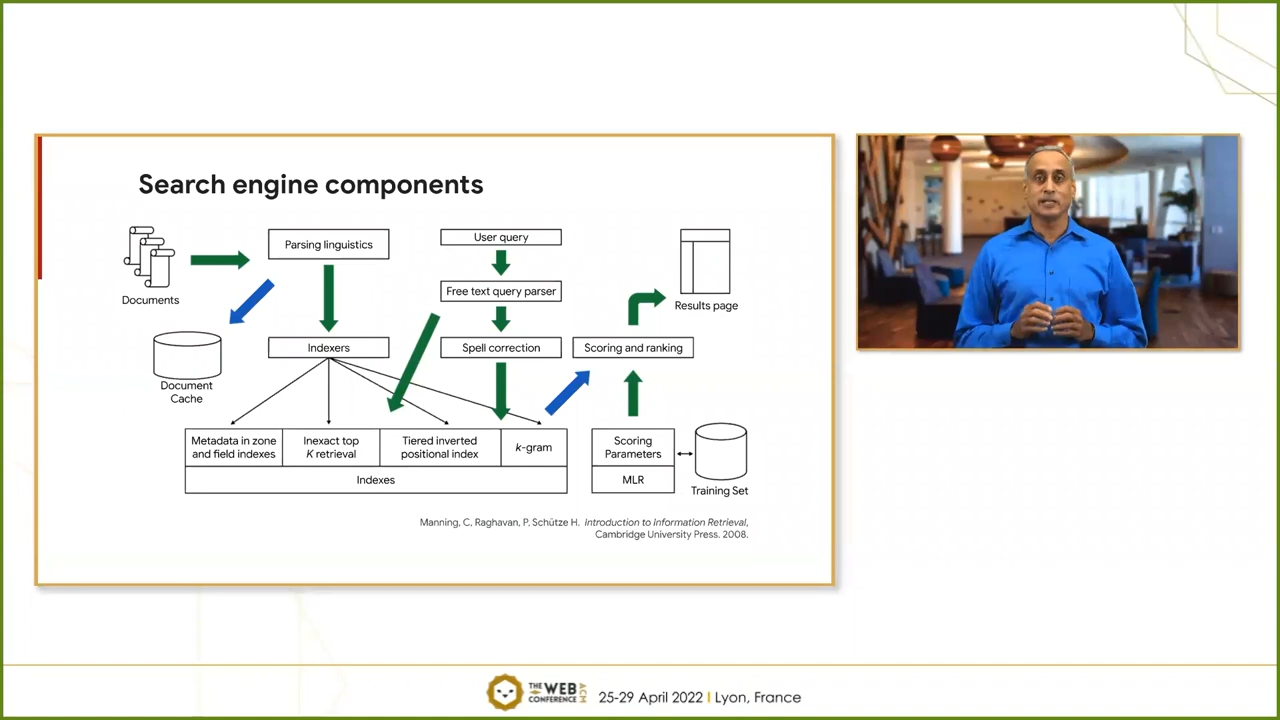 Search engine components
Documents
Parsing linguistics
User query
Free text query parser
Results page
Document
Cache
Indexers
Spell correction
Scoring and ranking
Metadata in zone
and field indexes
Inexact top
K retrieval
Tiered inverted
positional index
k-gram
Indexes
Scoring
Parameters
MLR
Training Set
Manning, C, Raghavan, P, Schütze H. Introduction to Information Retrieval,
Cambridge University Press. 2008.
THE WEB
CONFERENCE
ACM
25-29 April 2022 I Lyon, France